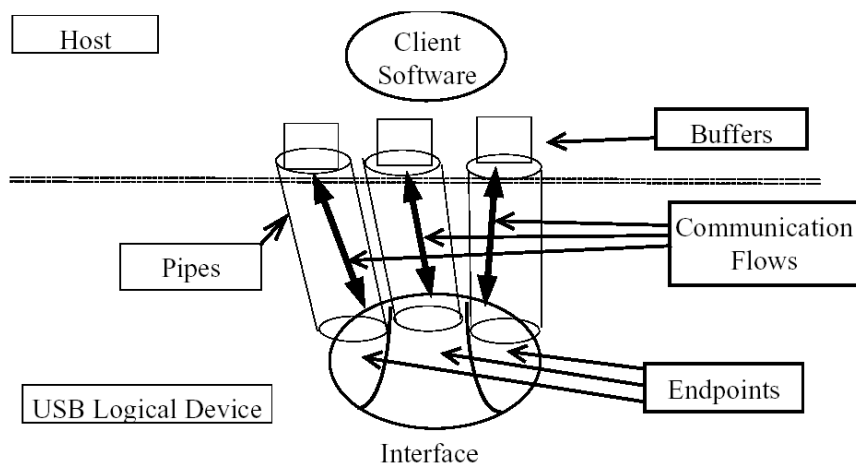 Host
Client
Software
Buffers
Communication
Flows
Pipes
Endpoints
USB Logical Device
Interface